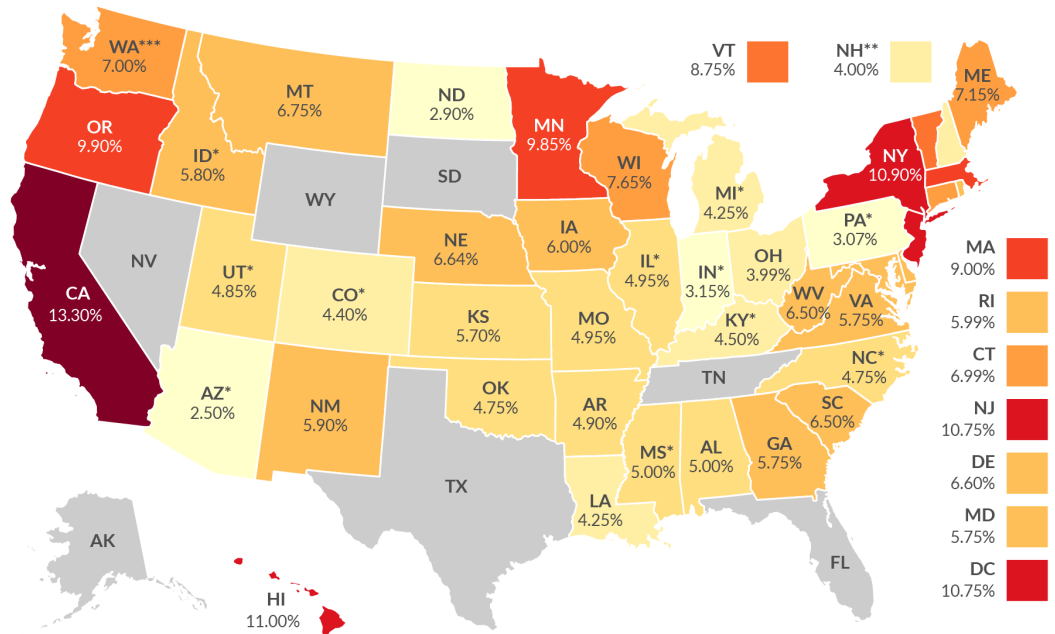 WA***
7.00%
VT
8.75%
NH**
4.00%
ME
7.15%
MT
6.75%
ND
2.90%
OR
9.90%
MN
9.85%
ID*
5.80%
WI
7.65%
NY
10.90%
SD
WY
MI*
4.25%
PA*
3.07%
IA
6.00%
NE
6.64%
MA
9.00%
NV
UT*
4.85%
IL*
4.95%
IN*
3.15%
OH
3.99%
CA
13.30%
CO*
4.40%
WV
6.50%
VA
5.75%
RI
5.99%
KS
5.70%
MO
4.95%
KY*
4.50%
CT
6.99%
NC*
4.75%
TN
AZ*
2.50%
OK
4.75%
NM
5.90%
AR
4.90%
SC
6.50%
NJ
10.75%
MS*
5.00%
AL
5.00%
GA
5.75%
DE
6.60%
TX
LA
4.25%
MD
5.75%
AK
FL
DC
10.75%
HI
11.00%